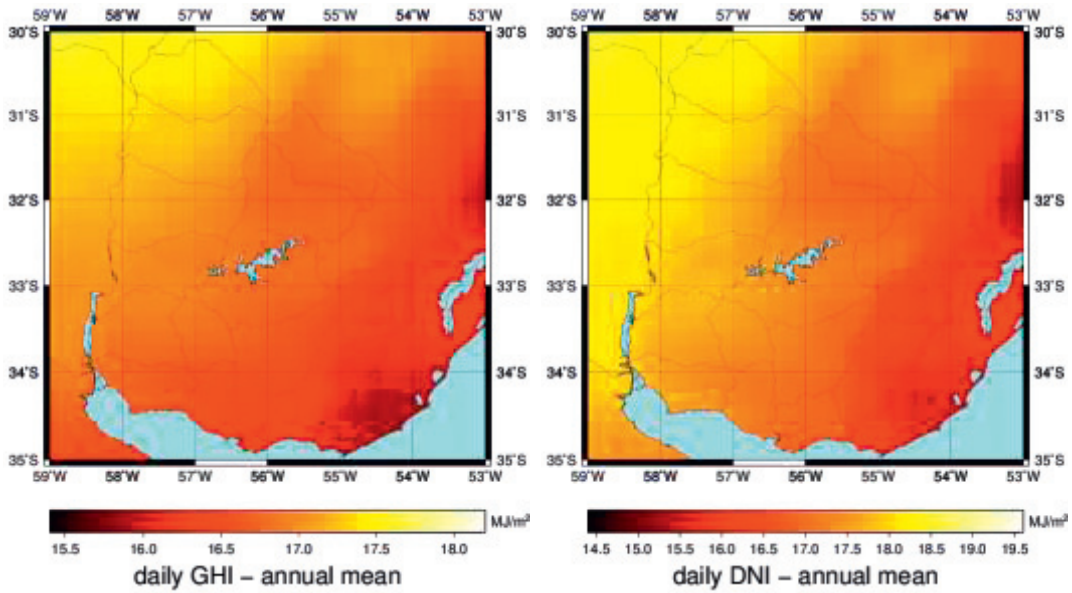 59°W 58°W 57°W 56°W 55°W 54°W 53°W
30°S 30°S
31°S 31°S
32°S 32°S
33°S 33°S
34°S 34°S
35°S 35°S
59°W 58°W 57°W 56°W 55°W 54°W 53°W
MJ/m²
15.5 16.0 16.5 17.0 17.5 18.0
daily GHI – annual mean
59°W 58°W 57°W 56°W 55°W 54°W 53°W
30°S 30°S
31°S 31°S
32°S 32°S
33°S 33°S
34°S 34°S
35°S 35°S
59°W 58°W 57°W 56°W 55°W 54°W 53°W
MJ/m²
14.5 15.0 15.5 16.0 16.5 17.0 17.5 18.0 18.5 19.0 19.5
daily DNI – annual mean